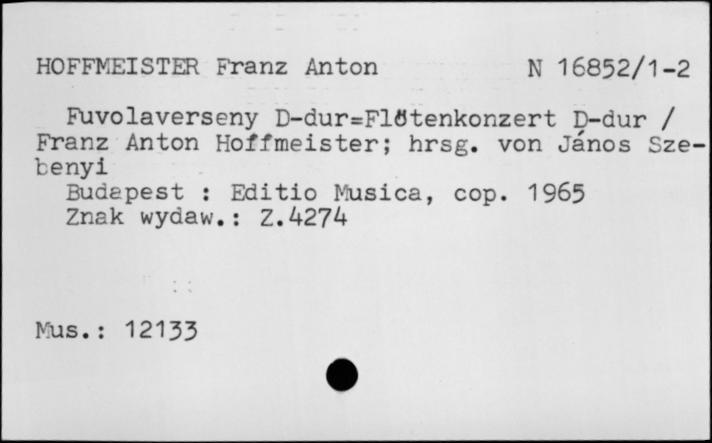 HOFFMEISTER Franz Anton N 16852/1-2
Fuvolaverseny D-dur=Flötenkonzert D-dur /
Franz Anton Hoffmeister; hrsg. von János Sze-
benyi
Budapest : Editio Musica, cop. 1965
Znak wydaw.: Z.4274
Mus.: 12133